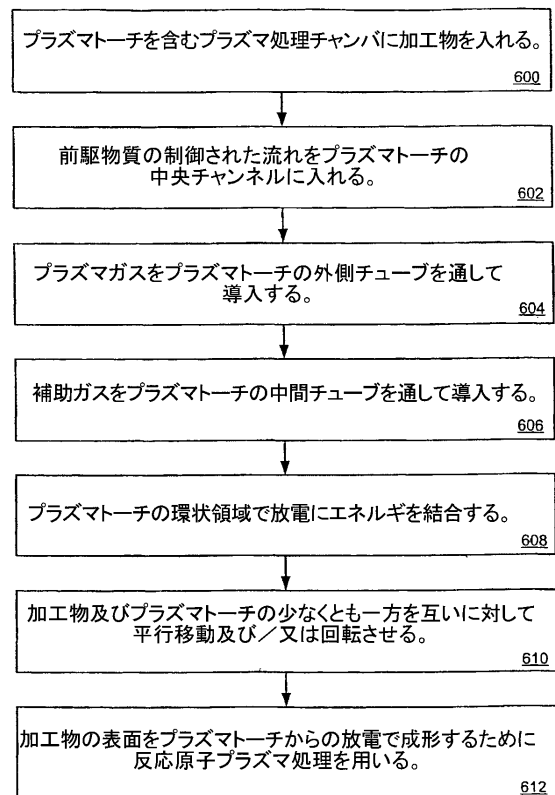 プラズマトーチを含むプラズマ処理チャンバに加工物を入れる。
600
前駆物質の制御された流れをプラズマトーチの
中央チャンネルに入れる。
602
プラズマガスをプラズマトーチの外側チューブを通して
導入する。
604
補助ガスをプラズマトーチの中間チューブを通して導入する。
606
プラズマトーチの環状領域で放電にエネルギを結合する。
608
加工物及びプラズマトーチの少なくとも一方を互いに対して
平行移動及び／又は回転させる。
610
加工物の表面をプラズマトーチからの放電で成形するために
反応原子プラズマ処理を用いる。
612